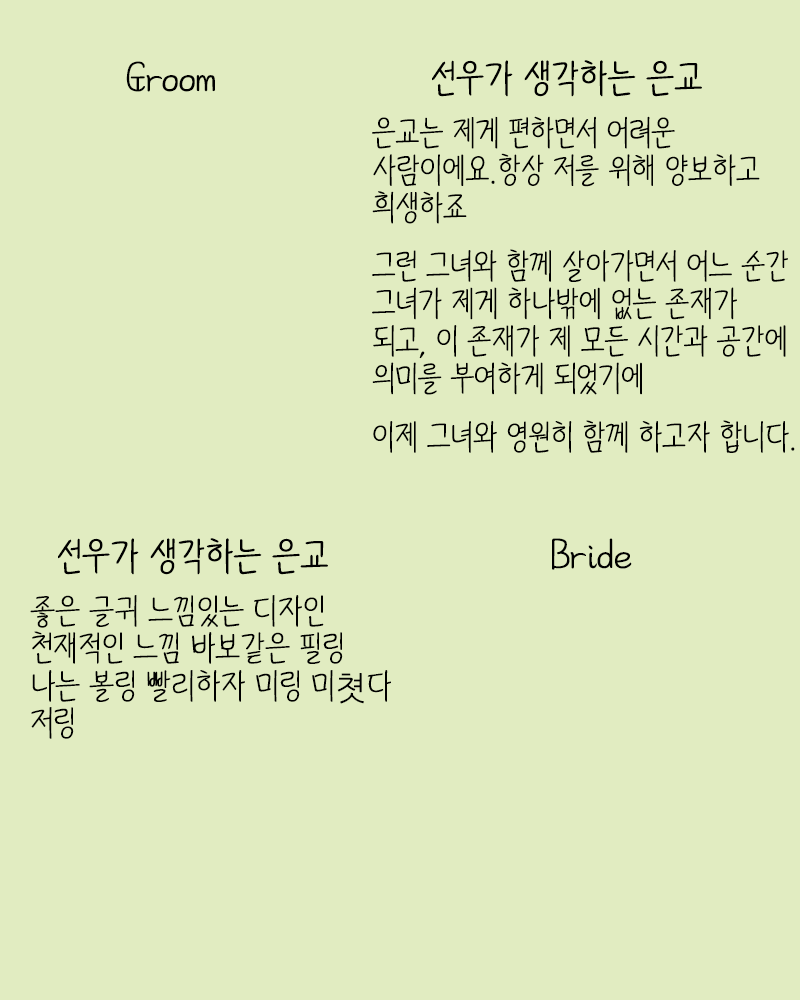 Groom
선우가 생각하는 은교
은교는 제게 편하면서 어려운
사람이에요.항상 저를 위해 양보하고
희생하죠
그런 그녀와 함께 살아가면서 어느 순간
그녀가 제게 하나밖에 없는 존재가
되고, 이 존재가 제 모든 시간과 공간에
의미를 부여하게 되었기에
이제 그녀와 영원히 함께 하고자 합니다.
선우가 생각하는 은교
좋은 글귀 느낌있는 디자인
천재적인 느낌 바보같은 필링
나는 볼링 빨리하자 미링 미쳣다
저링
Bride